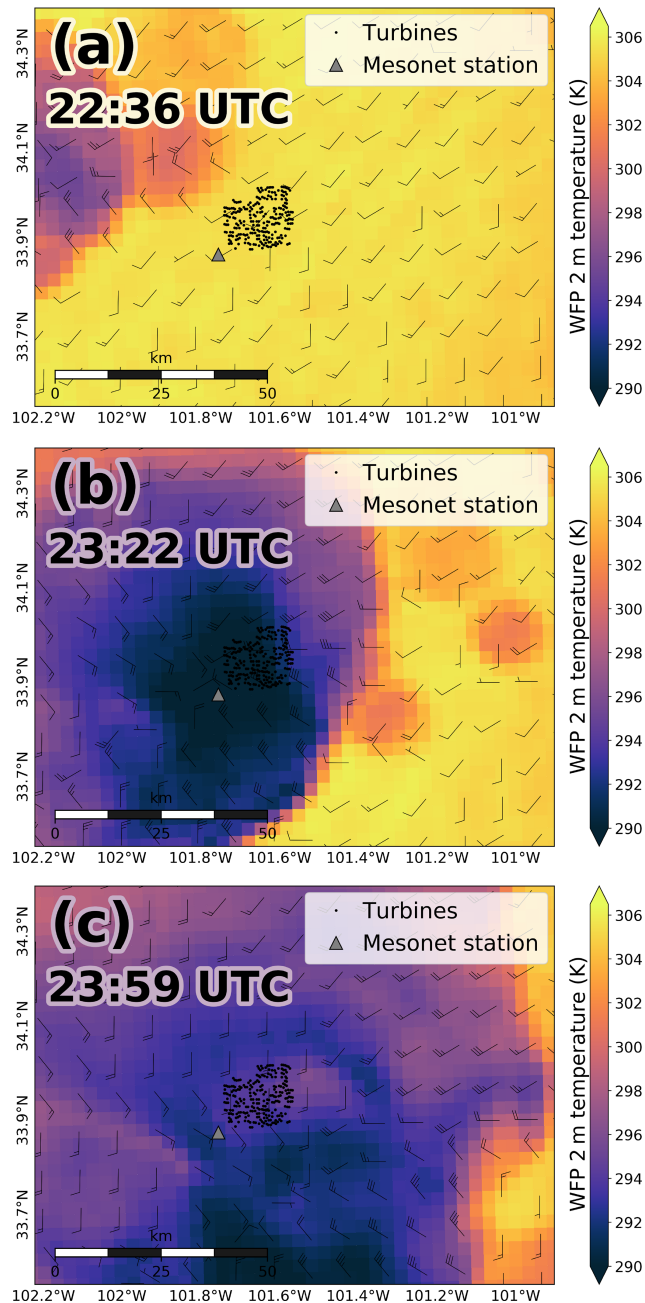 (a)
22:36 UTC
Turbines
Mesonet station
34.3°N
34.1°N
33.9°N
33.7°N
km
0 25 50
102.2°W 102°W 101.8°W 101.6°W 101.4°W 101.2°W 101°W
306
304
302
300
298
296
294
292
290
WFP 2 m temperature (K)
(b)
23:22 UTC
Turbines
Mesonet station
34.3°N
34.1°N
33.9°N
33.7°N
km
0 25 50
102.2°W 102°W 101.8°W 101.6°W 101.4°W 101.2°W 101°W
306
304
302
300
298
296
294
292
290
WFP 2 m temperature (K)
(c)
23:59 UTC
Turbines
Mesonet station
34.3°N
34.1°N
33.9°N
33.7°N
km
0 25 50
102.2°W 102°W 101.8°W 101.6°W 101.4°W 101.2°W 101°W
306
304
302
300
298
296
294
292
290
WFP 2 m temperature (K)